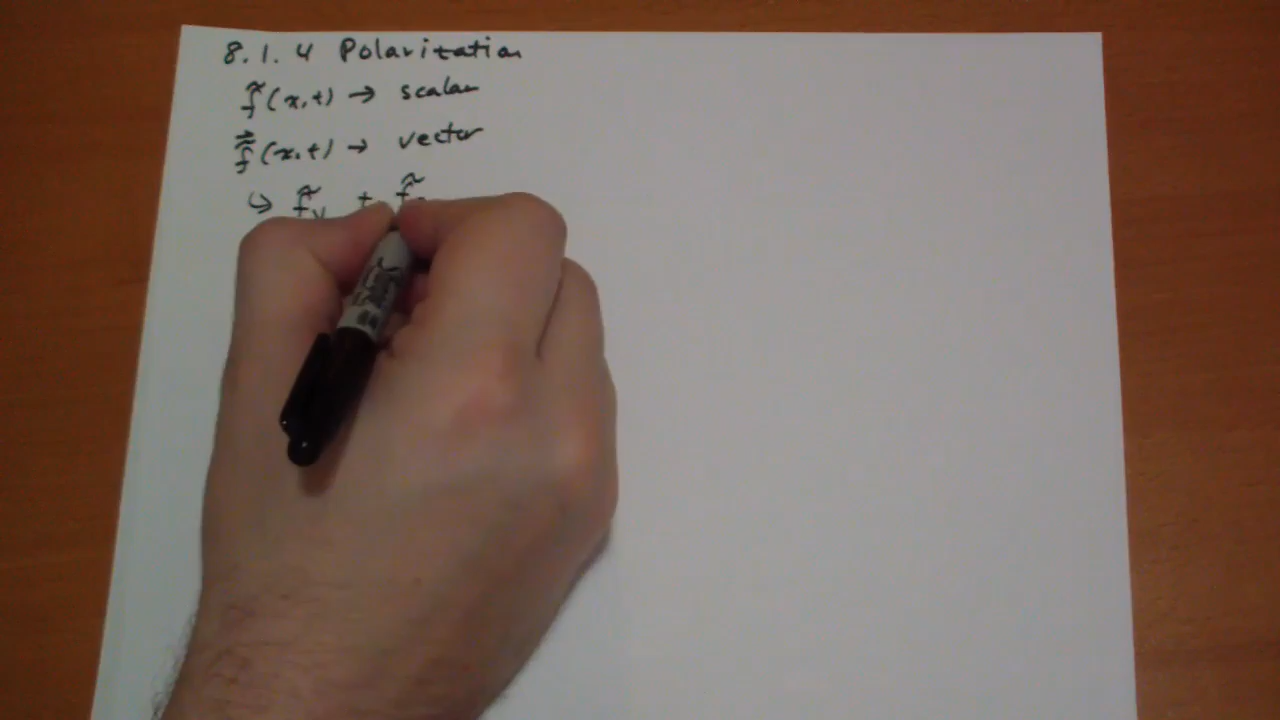 8.1.4 Polarization
f̃(x,t) → scalar
f̃⃗(x,t) → vector
↳ f̃y + f̃